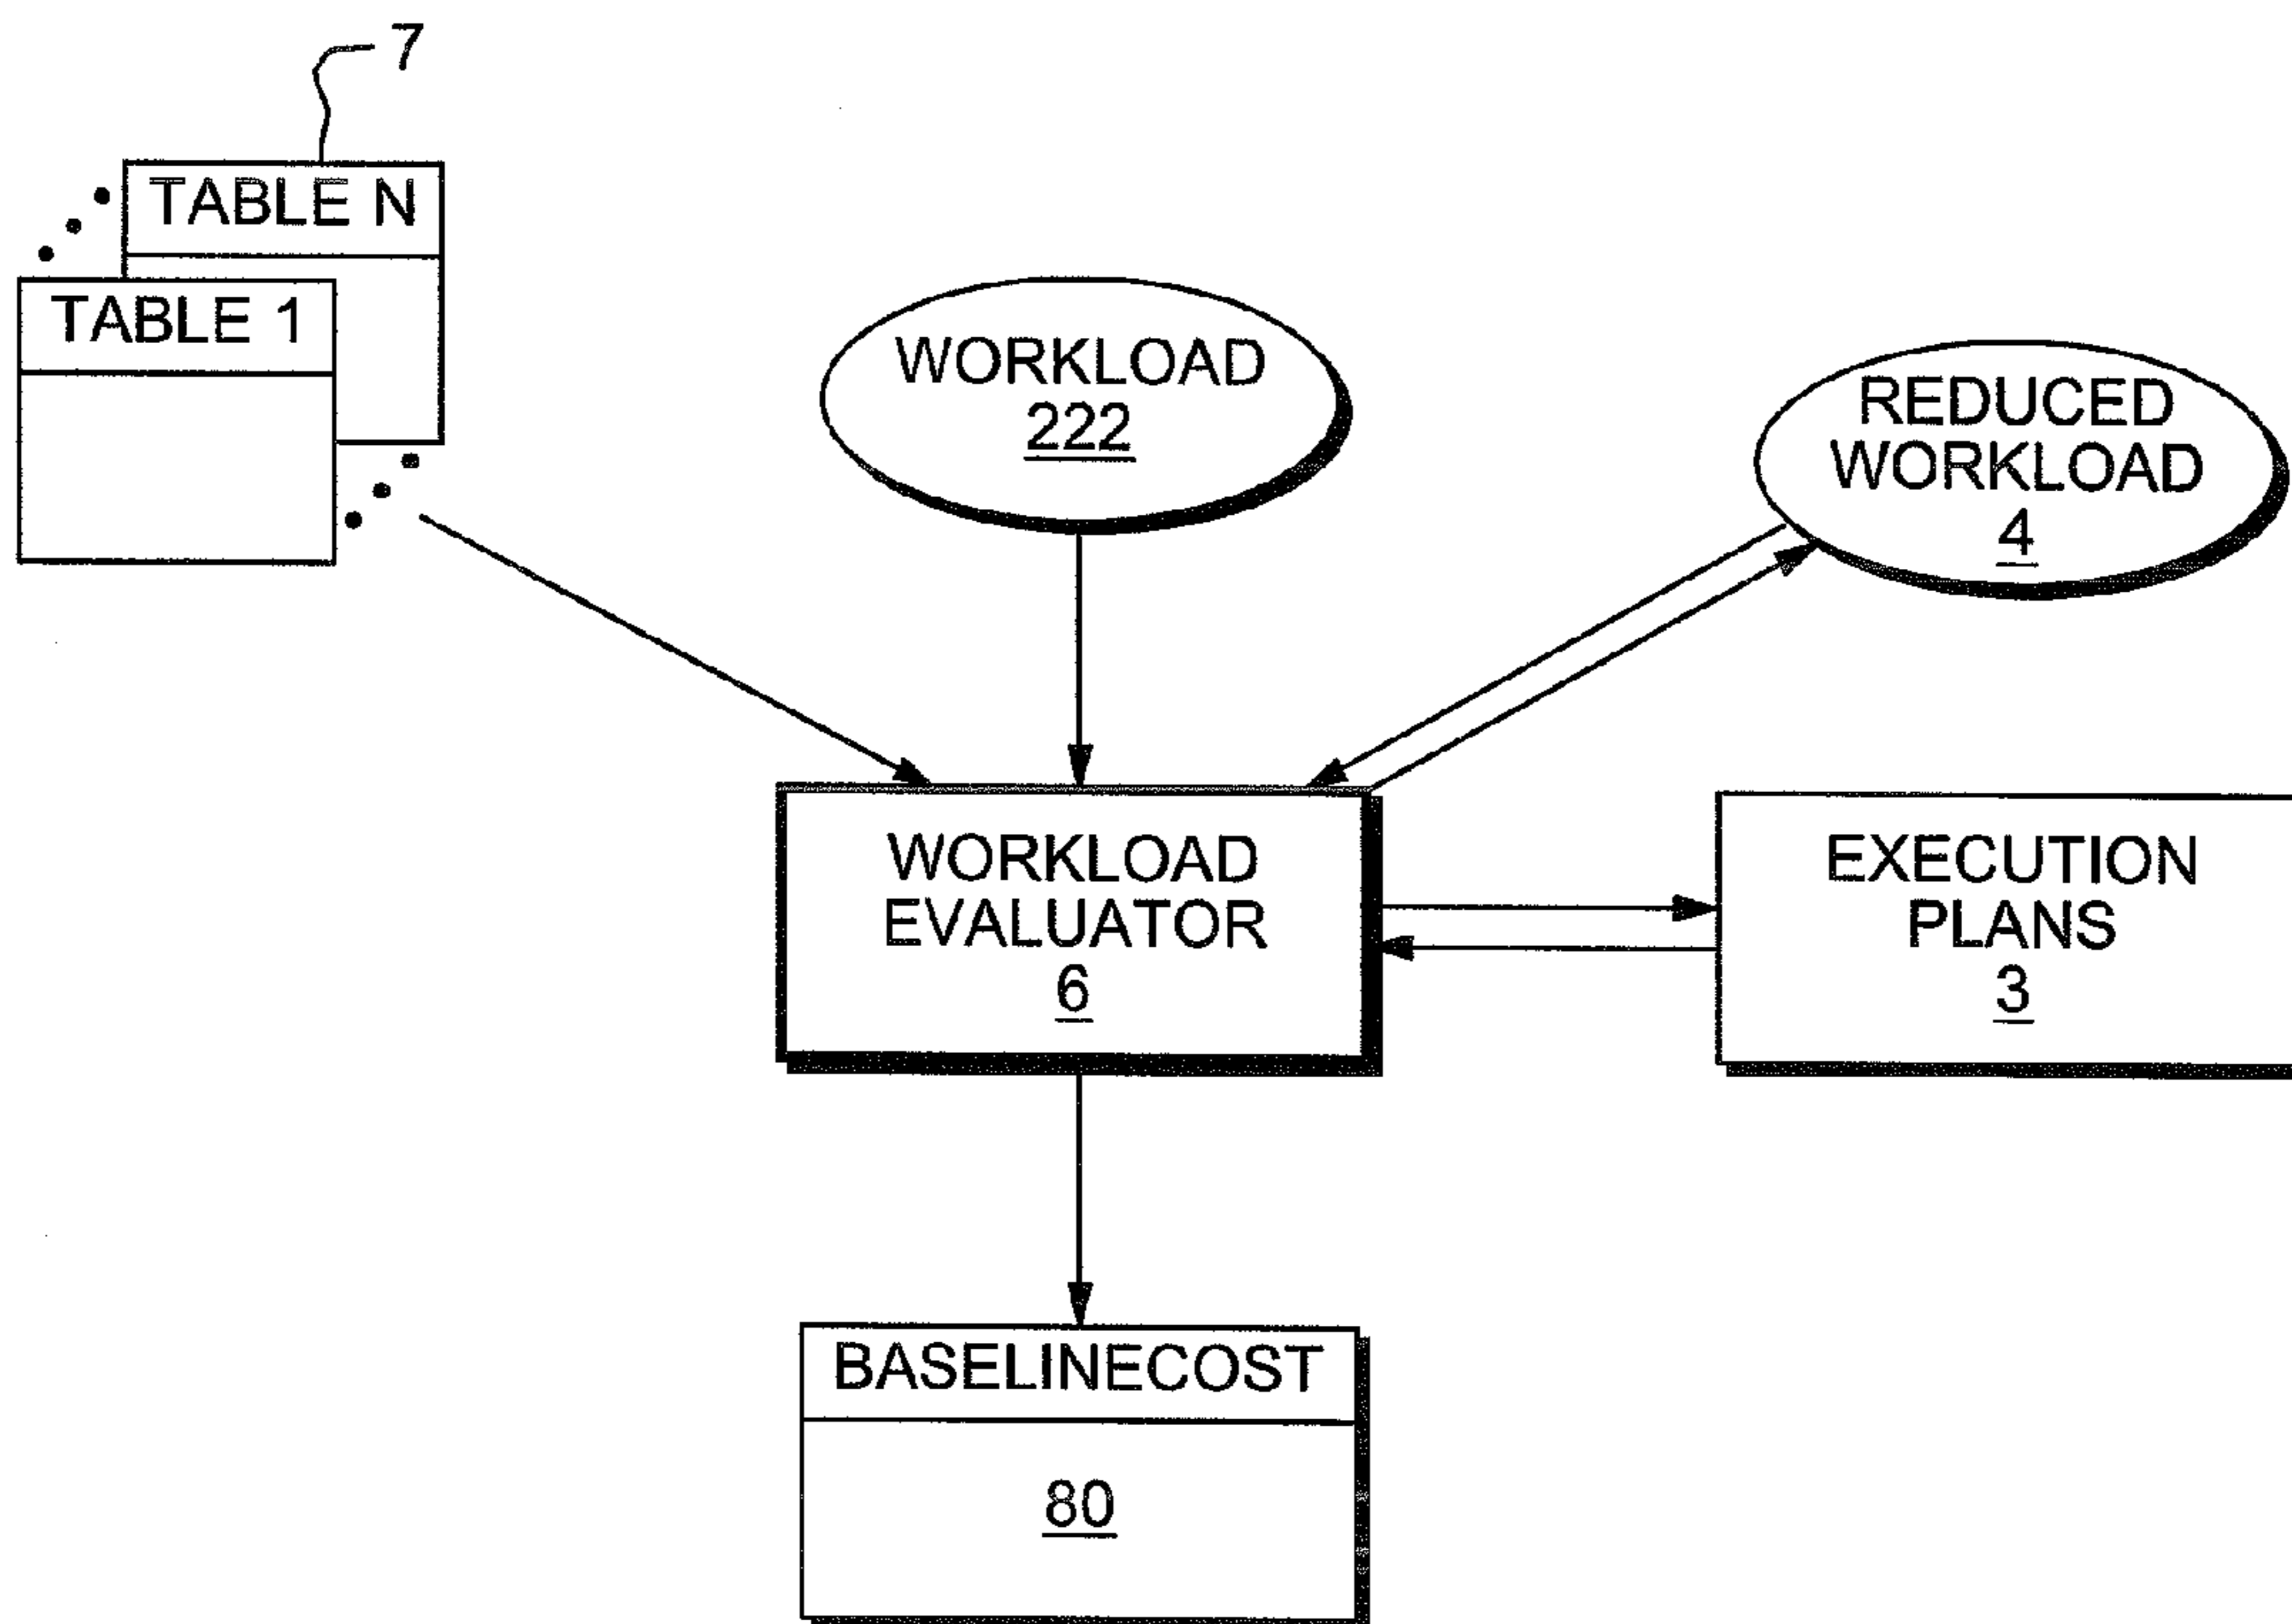 7
TABLE N
TABLE 1
WORKLOAD
222
REDUCED
WORKLOAD
4
WORKLOAD
EVALUATOR
6
EXECUTION
PLANS
3
BASELINECOST
80